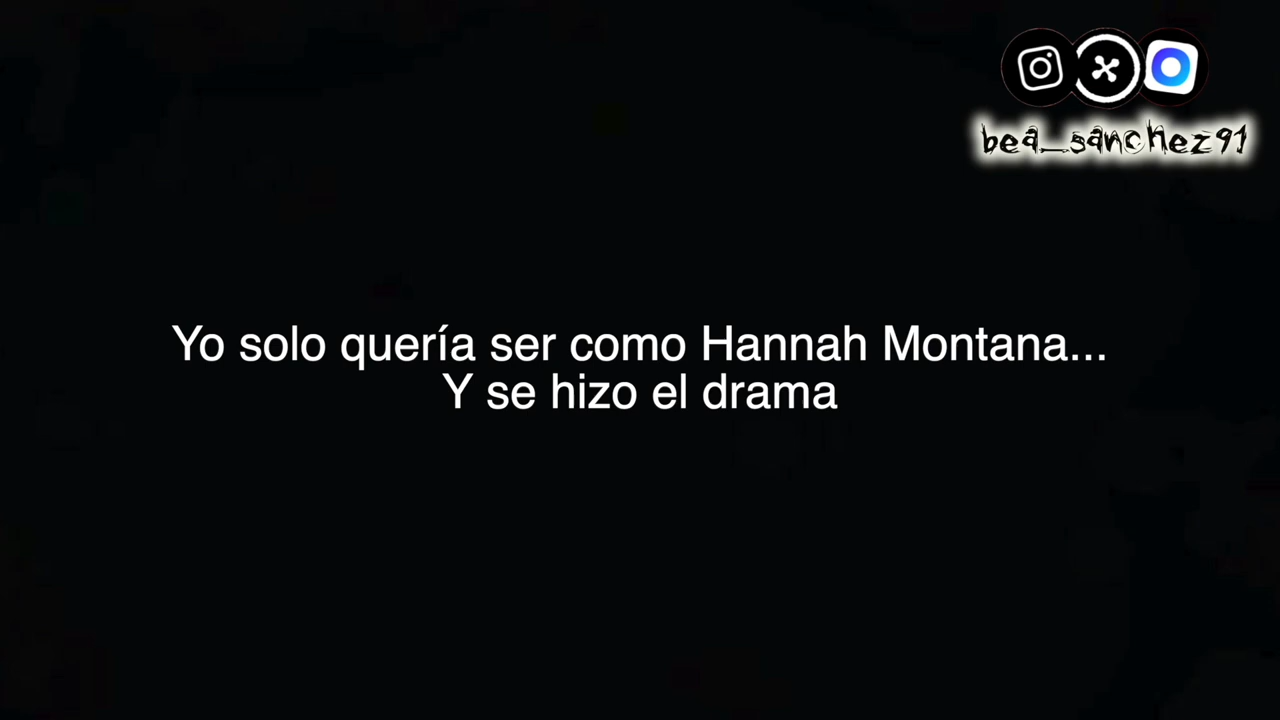 bea_sanchez91
Yo solo quería ser como Hannah Montana...
Y se hizo el drama